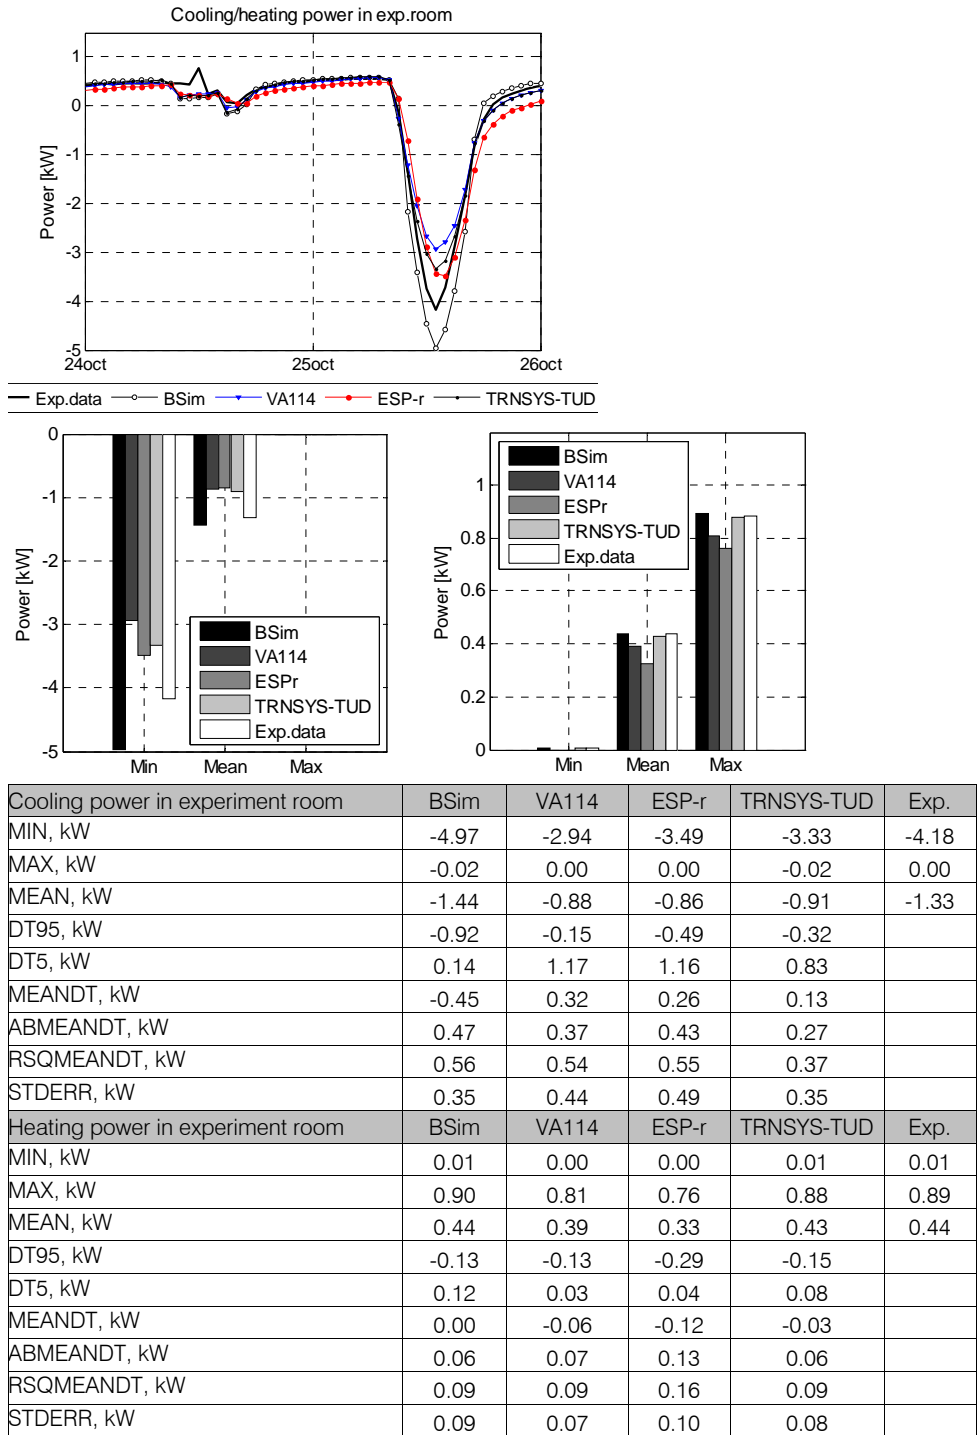 Cooling/heating power in exp.room
1
0
-1
-2
-3
-4
-5
Power [kW]
24oct 25oct 26oct
Exp.data BSim VA114 ESP-r TRNSYS-TUD
0
-1
-2
-3
-4
-5
Power [kW]
BSim
VA114
ESPr
TRNSYS-TUD
Exp.data
Min Mean Max
1
0.8
0.6
0.4
0.2
0
Power [kW]
BSim
VA114
ESPr
TRNSYS-TUD
Exp.data
Min Mean Max
Cooling power in experiment room BSim VA114 ESP-r TRNSYS-TUD Exp.
MIN, kW -4.97 -2.94 -3.49 -3.33 -4.18
MAX, kW -0.02 0.00 0.00 -0.02 0.00
MEAN, kW -1.44 -0.88 -0.86 -0.91 -1.33
DT95, kW -0.92 -0.15 -0.49 -0.32
DT5, kW 0.14 1.17 1.16 0.83
MEANDT, kW -0.45 0.32 0.26 0.13
ABMEANDT, kW 0.47 0.37 0.43 0.27
RSQMEANDT, kW 0.56 0.54 0.55 0.37
STDERR, kW 0.35 0.44 0.49 0.35
Heating power in experiment room BSim VA114 ESP-r TRNSYS-TUD Exp.
MIN, kW 0.01 0.00 0.00 0.01 0.01
MAX, kW 0.90 0.81 0.76 0.88 0.89
MEAN, kW 0.44 0.39 0.33 0.43 0.44
DT95, kW -0.13 -0.13 -0.29 -0.15
DT5, kW 0.12 0.03 0.04 0.08
MEANDT, kW 0.00 -0.06 -0.12 -0.03
ABMEANDT, kW 0.06 0.07 0.13 0.06
RSQMEANDT, kW 0.09 0.09 0.16 0.09
STDERR, kW 0.09 0.07 0.10 0.08